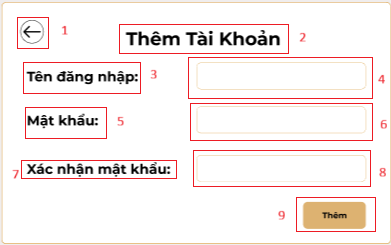 1
Thêm Tài Khoản 2
Tên đăng nhập: 3
4
Mật khẩu: 5
6
7 Xác nhận mật khẩu:
8
9 Thêm